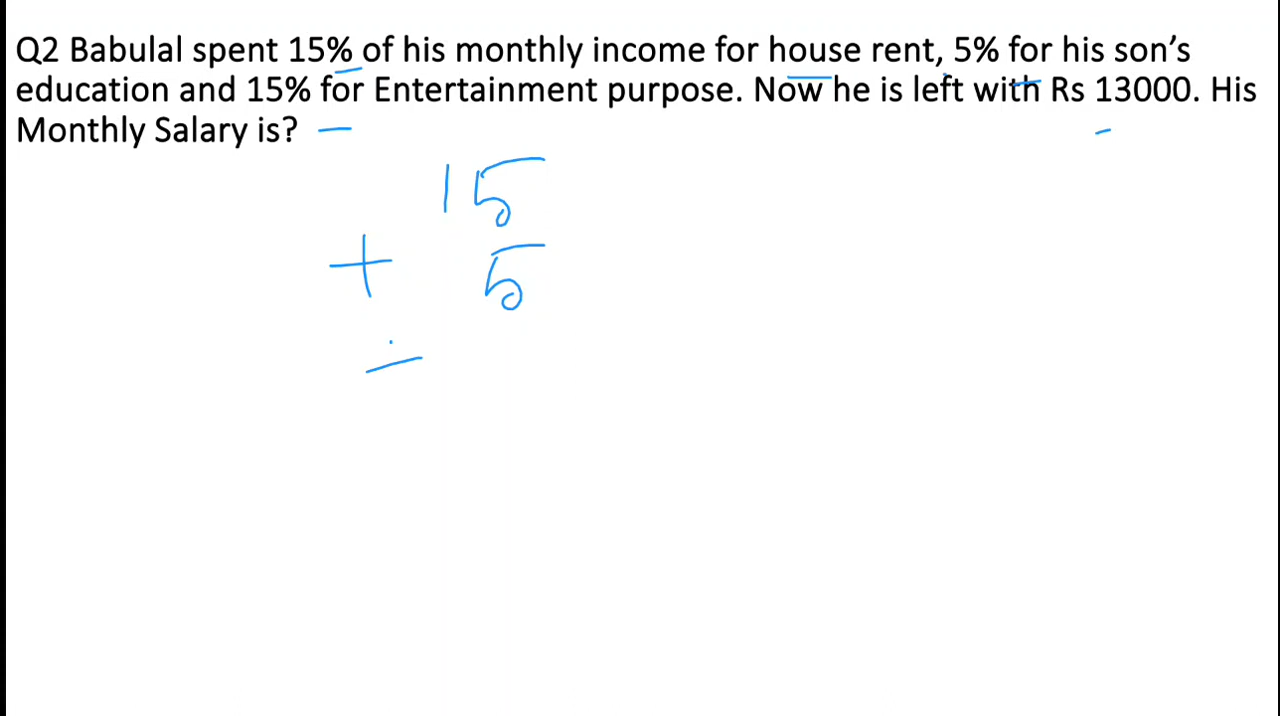 Q2 Babulal spent 15% of his monthly income for house rent, 5% for his son’s
education and 15% for Entertainment purpose. Now he is left with Rs 13000. His
Monthly Salary is?
15
+ 5